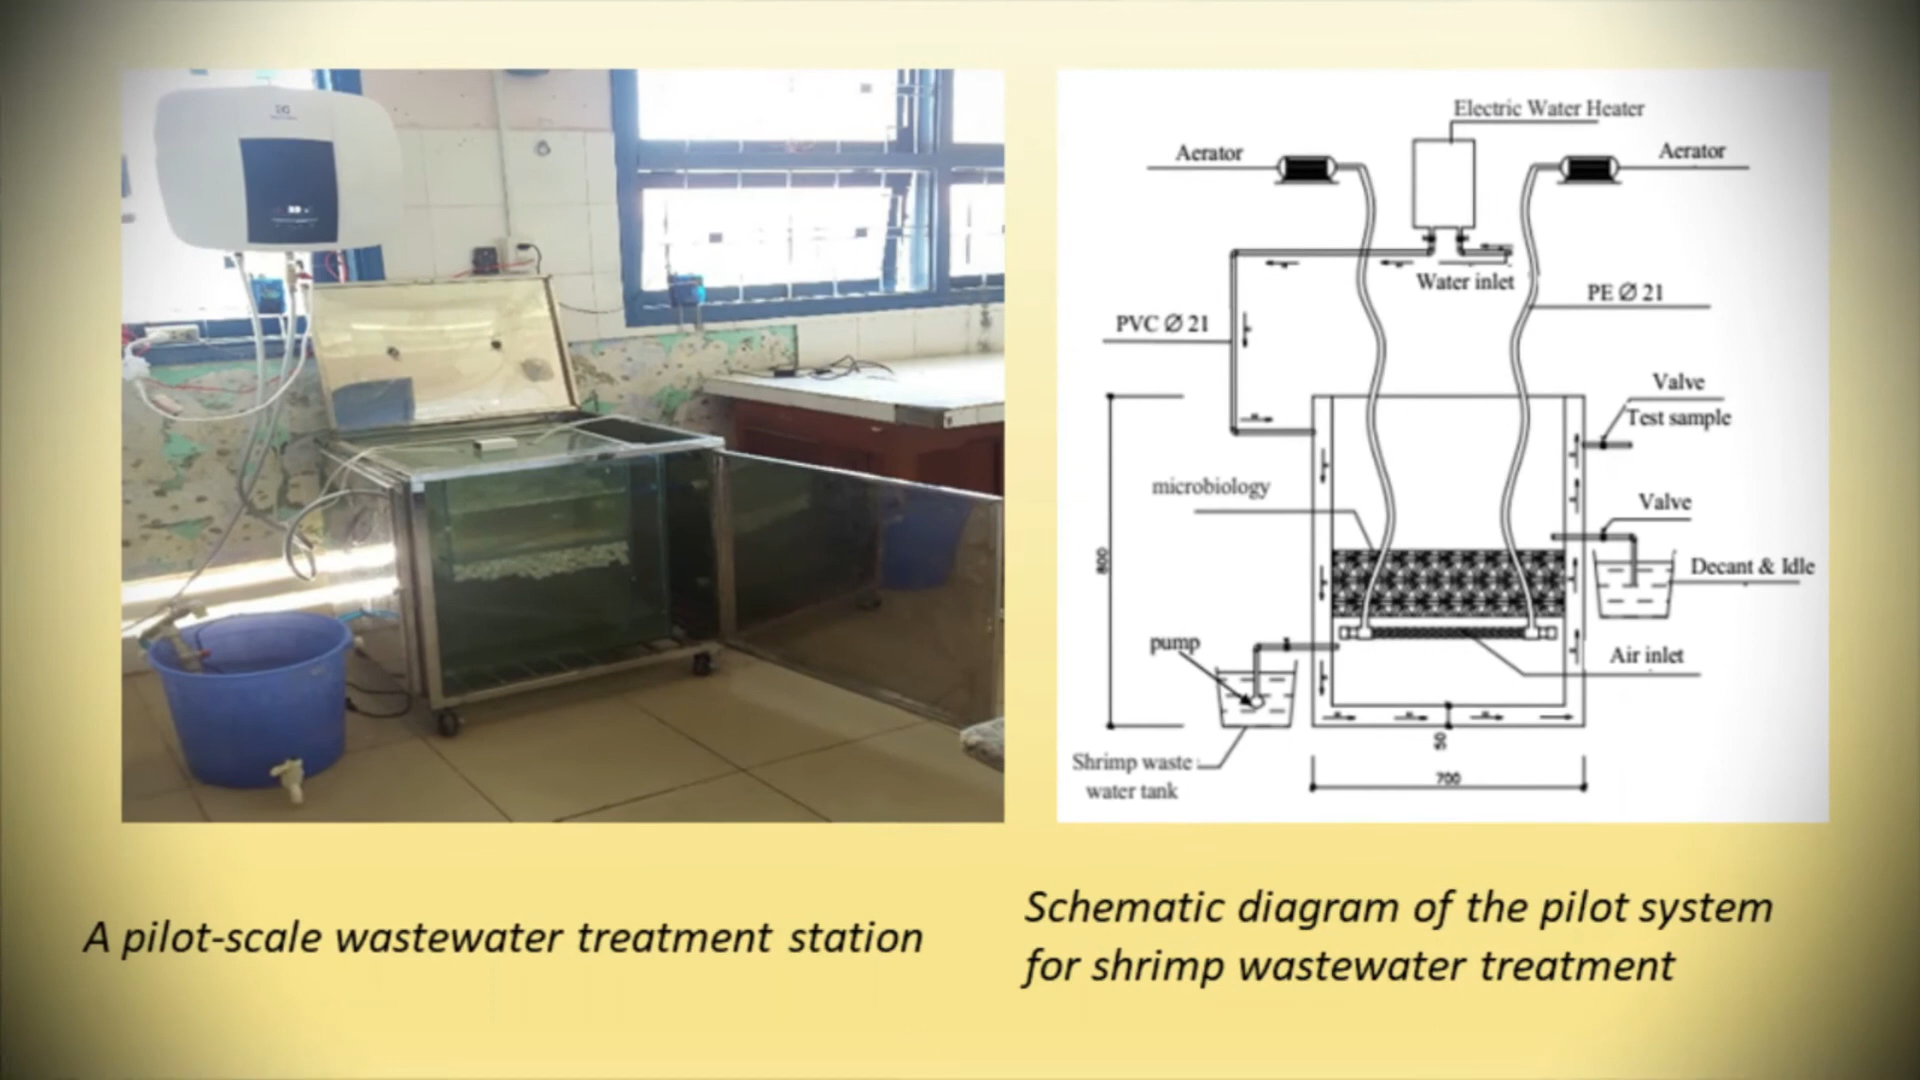 Electric Water Heater
Aerator
Aerator
Water inlet
PE Ø 21
PVC Ø 21
Valve
Test sample
microbiology
Valve
800
Decant & Idle
pump
Air inlet
50
Shrimp waste
water tank
700
A pilot-scale wastewater treatment station
Schematic diagram of the pilot system
for shrimp wastewater treatment